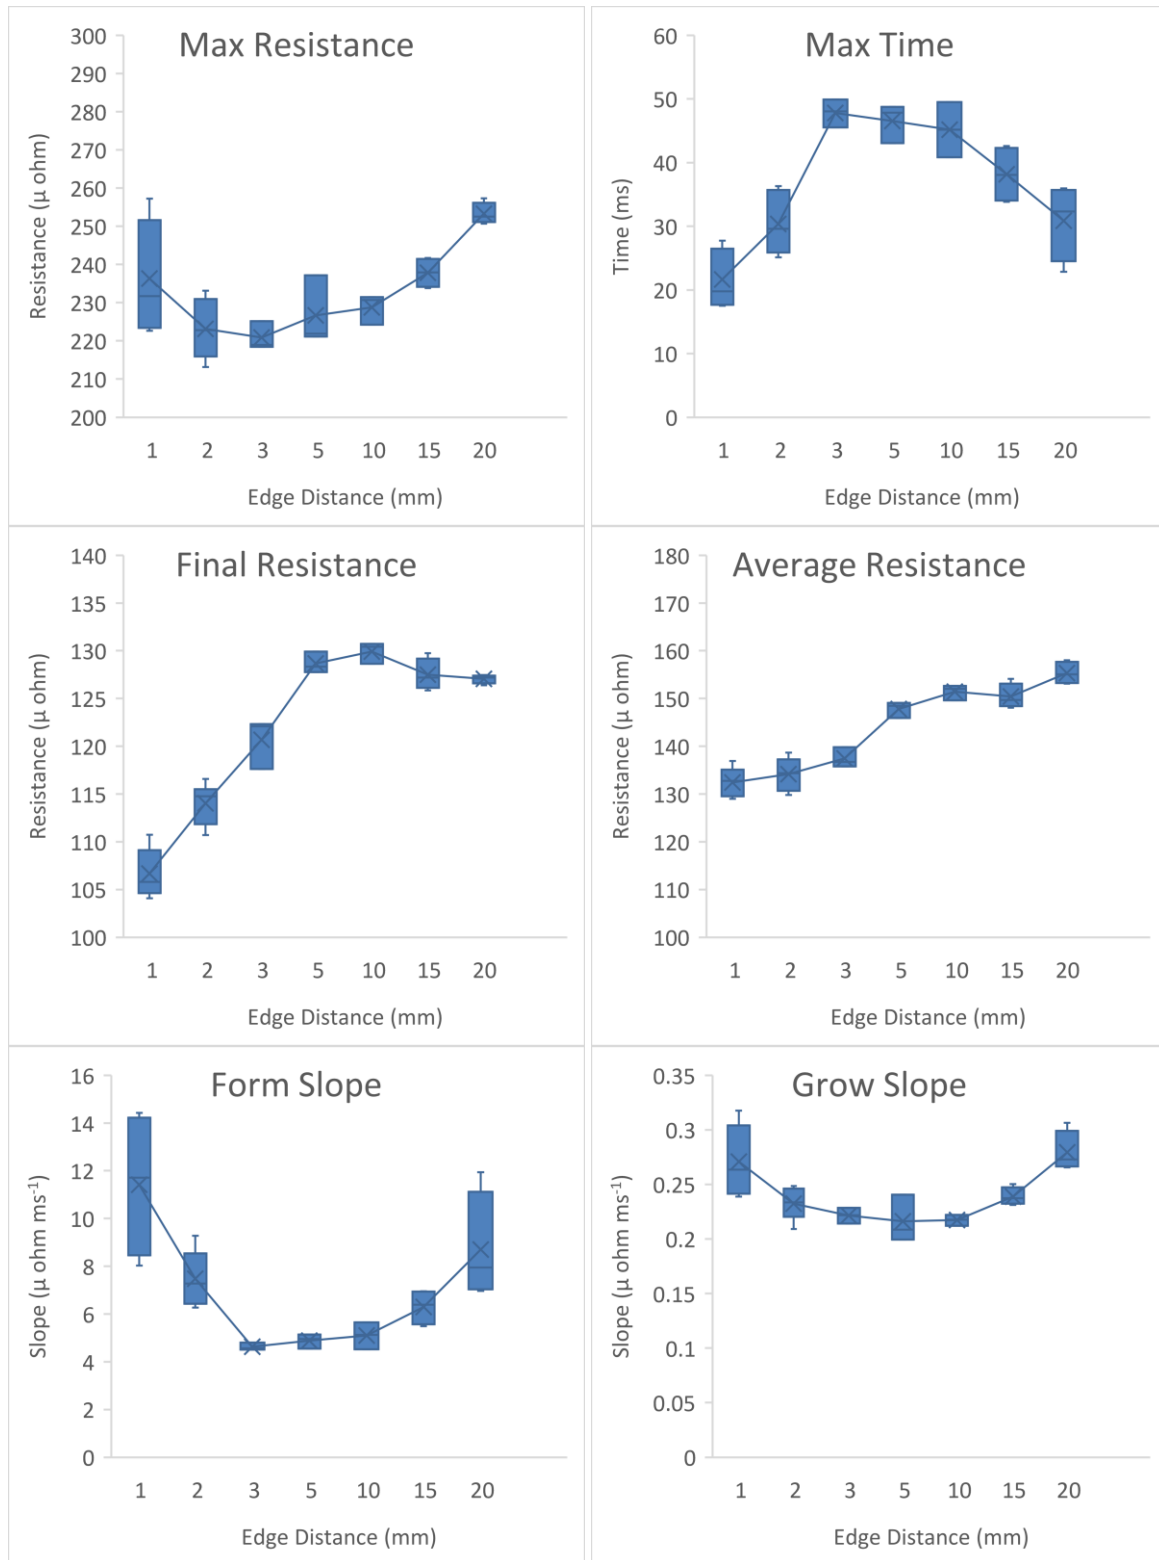 Max Resistance
300
290
280
270
260
250
240
230
220
210
200
Resistance (µ ohm)
1 2 3 5 10 15 20
Edge Distance (mm)
Max Time
60
50
40
30
20
10
0
Time (ms)
1 2 3 5 10 15 20
Edge Distance (mm)
Final Resistance
140
135
130
125
120
115
110
105
100
Resistance (µ ohm)
1 2 3 5 10 15 20
Edge Distance (mm)
Average Resistance
180
170
160
150
140
130
120
110
100
Resistance (µ ohm)
1 2 3 5 10 15 20
Edge Distance (mm)
Form Slope
16
14
12
10
8
6
4
2
0
Slope (µ ohm ms⁻¹)
1 2 3 5 10 15 20
Edge Distance (mm)
Grow Slope
0.35
0.3
0.25
0.2
0.15
0.1
0.05
0
Slope (µ ohm ms⁻¹)
1 2 3 5 10 15 20
Edge Distance (mm)